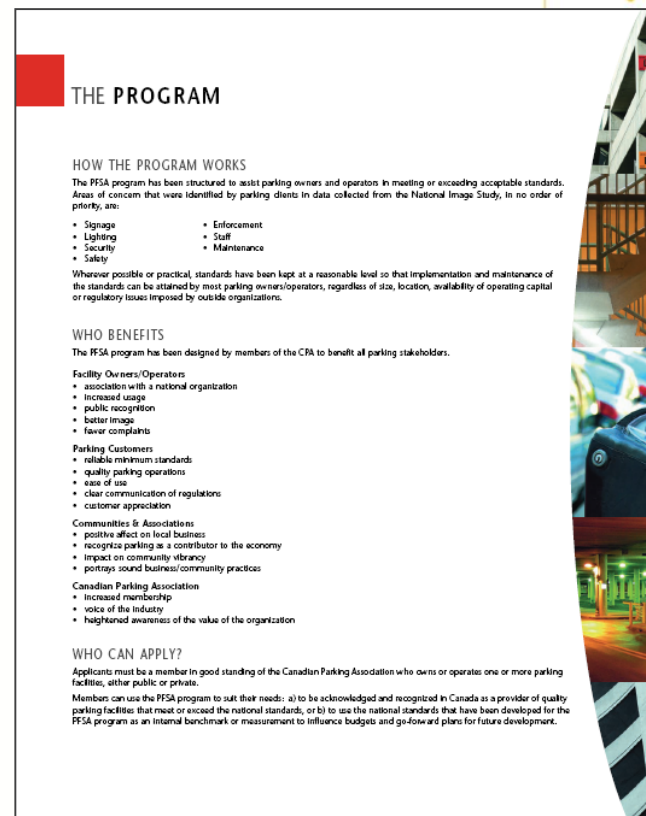 THE PROGRAM
HOW THE PROGRAM WORKS
The PFSA program has been structured to assist parking owners and operators in meeting or exceeding acceptable standards.
Areas of concern that were identified by parking clients in data collected from the National Image Study, in no order of
priority, are:
• Signage
• Lighting
• Security
• Safety
• Enforcement
• Staff
• Maintenance
Wherever possible or practical, standards have been kept at a reasonable level so that implementation and maintenance of
the standards can be attained by most parking owners/operators, regardless of size, location, availability of operating capital
or regulatory issues imposed by outside organizations.
WHO BENEFITS
The PFSA program has been designed by members of the CPA to benefit all parking stakeholders.
Facility Owners/Operators
• association with a national organization
• increased usage
• public recognition
• better image
• fewer complaints
Parking Customers
• reliable minimum standards
• quality parking operations
• ease of use
• clear communication of regulations
• customer appreciation
Communities & Associations
• positive affect on local business
• recognize parking as a contributor to the economy
• impact on community vibrancy
• portrays sound business/community practices
Canadian Parking Association
• increased membership
• voice of the industry
• heightened awareness of the value of the organization
WHO CAN APPLY?
Applicants must be a member in good standing of the Canadian Parking Association who owns or operates one or more parking
facilities, either public or private.
Members can use the PFSA program to suit their needs: a) to be acknowledged and recognized in Canada as a provider of quality
parking facilities that meet or exceed the national standards, or b) to use the national standards that have been developed for the
PFSA program as an internal benchmark or measurement to influence budgets and go-forward plans for future development.